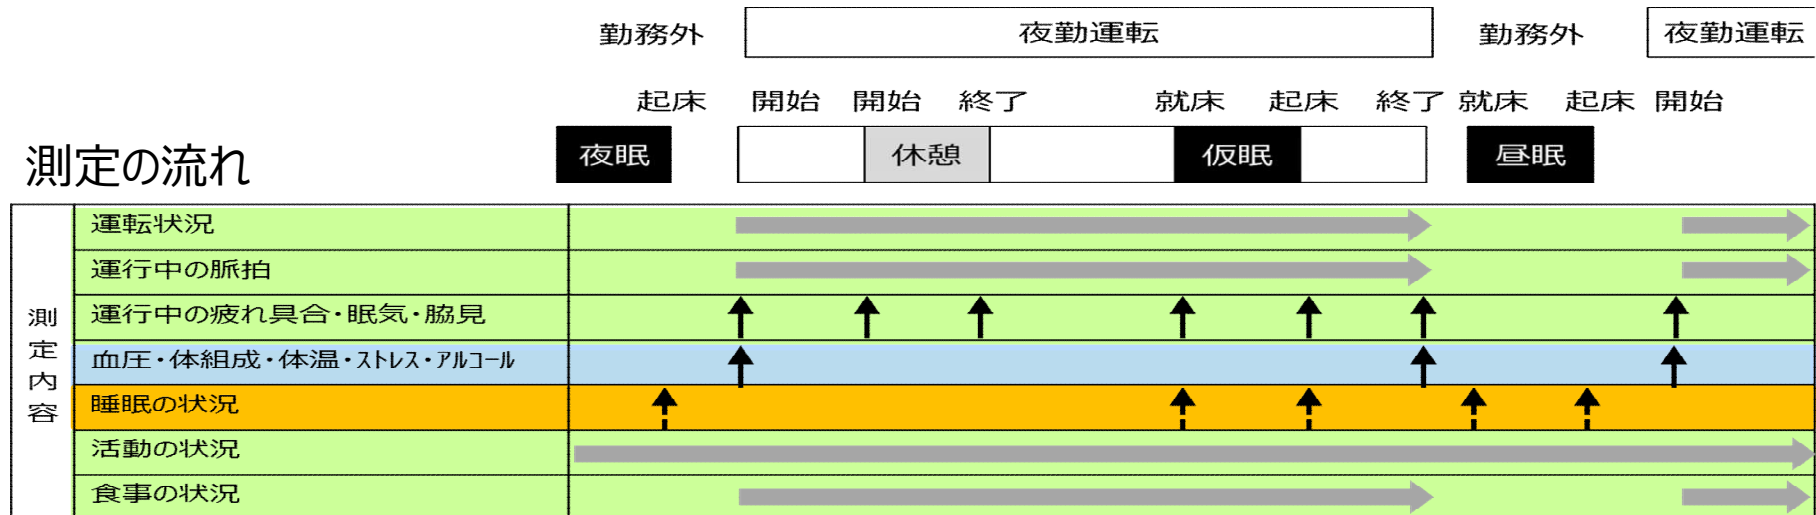 勤務外 夜勤運転 勤務外 夜勤運転
起床 開始 開始 終了 就床 起床 終了 就床 起床 開始
測定の流れ 夜眠 休憩 仮眠 昼眠
測定内容
運転状況
運行中の脈拍
運行中の疲れ具合・眠気・脇見
血圧・体組成・体温・ストレス・アルコール
睡眠の状況
活動の状況
食事の状況